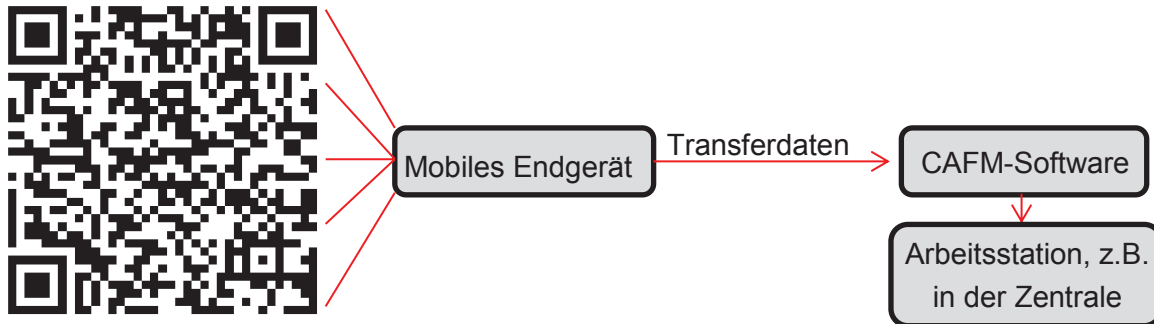 Mobiles Endgerät
Transferdaten
CAFM-Software
Arbeitsstation, z.B.
in der Zentrale